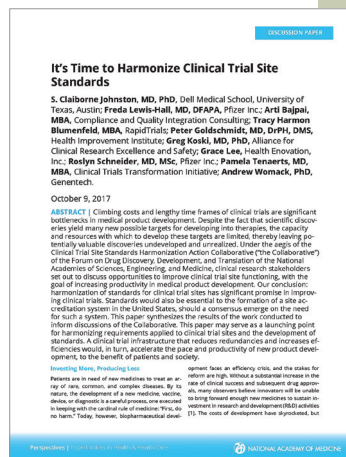 DISCUSSION PAPER
It's Time to Harmonize Clinical Trial Site
Standards
S. Claiborne Johnston, MD, PhD, Dell Medical School, University of
Texas, Austin; Freda Lewis-Hall, MD, DFAPA, Pfizer Inc.; Arti Bajpai,
MBA, Compliance and Quality Integration Consulting; Tracy Harmon
Blumenfeld, MBA, RapidTrials; Peter Goldschmidt, MD, DrPH, DMS,
Health Improvement Institute; Greg Koski, MD, PhD, Alliance for
Clinical Research Excellence and Safety; Grace Lee, Health Enovation,
Inc.; Roslyn Schneider, MD, MSc, Pfizer Inc.; Pamela Tenaerts, MD,
MBA, Clinical Trials Transformation Initiative; Andrew Womack, PhD,
Genentech.
October 9, 2017
ABSTRACT | Climbing costs and lengthy time frames of clinical trials are significant
bottlenecks in medical product development. Despite the fact that scientific discov-
eries yield many new possible targets for developing into therapies, the capacity
and resources with which to develop these targets are limited, thereby leaving po-
tentially valuable discoveries undeveloped and unrealized. Under the aegis of the
Clinical Trial Site Standards Harmonization Action Collaborative ("the Collaborative")
of the Forum on Drug Discovery, Development, and Translation of the National
Academies of Sciences, Engineering, and Medicine, clinical research stakeholders
set out to discuss opportunities to improve clinical trial site functioning, with the
goal of increasing productivity in medical product development. Our conclusion:
harmonization of standards for clinical trial sites has significant promise in improv-
ing clinical trials. Standards would also be essential to the formation of a site ac-
creditation system in the United States, should a consensus emerge on the need
for such a system. This paper synthesizes the results of the work conducted to
inform discussions of the Collaborative. This paper may serve as a launching point
for harmonizing requirements applied to clinical trial sites and the development of
standards. A clinical trial infrastructure that reduces redundancies and increases ef-
ficiencies would, in turn, accelerate the pace and productivity of new product devel-
opment, to the benefit of patients and society.
Investing More, Producing Less
Patients are in need of new medicines to treat an ar-
ray of rare, common, and complex diseases. By its
nature, the development of a new medicine, vaccine,
device, or diagnostic is a careful process, one executed
in keeping with the cardinal rule of medicine: "First, do
no harm." Today, however, biopharmaceutical devel-
opment faces an efficiency crisis, and the stakes for
reform are high. Without a substantial increase in the
rate of clinical success and subsequent drug approv-
als, many observers believe innovators will be unable
to bring forward enough new medicines to sustain in-
vestment in research and development (R&D) activities
[1]. The costs of development have skyrocketed, but
Perspectives |
NATIONAL ACADEMY OF MEDICINE